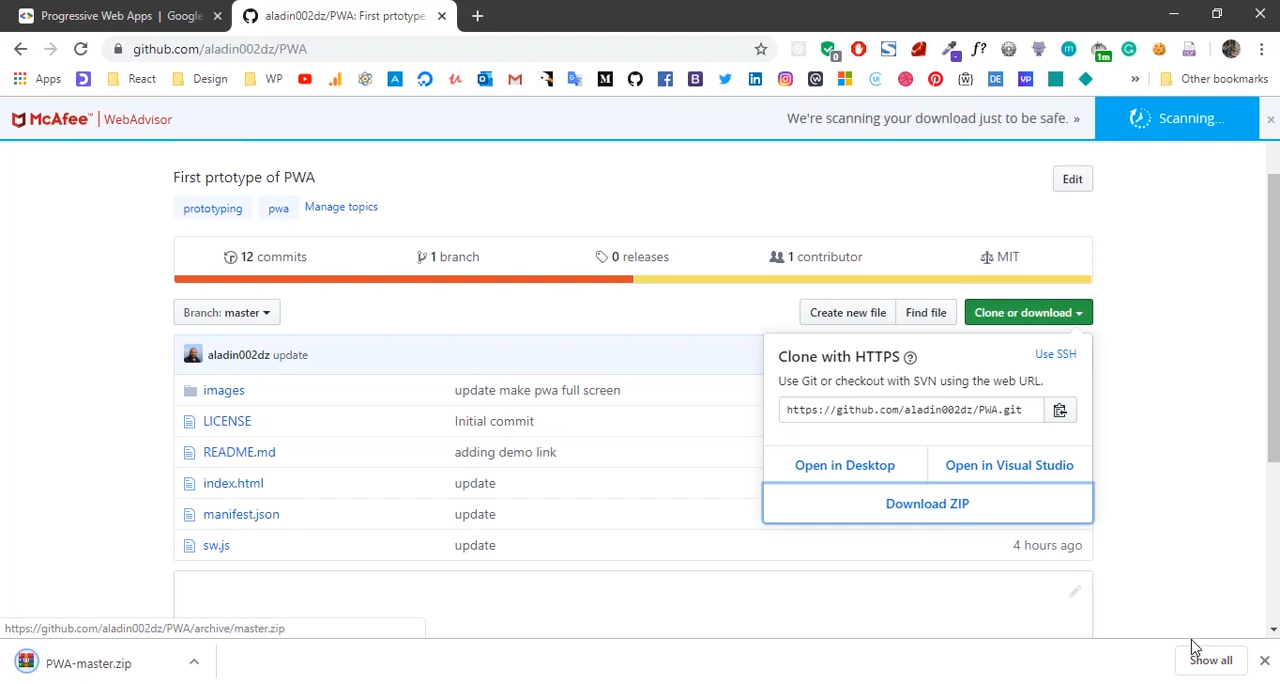 Progressive Web Apps | Google
aladin002dz/PWA: First prtotype
github.com/aladin002dz/PWA
f?
0
1m
Apps
React
Design
WP
DE
VP
»
Other bookmarks
McAfee™ | WebAdvisor
We're scanning your download just to be safe. »
Scanning...
First prtotype of PWA
Edit
prototyping
pwa
Manage topics
12 commits
1 branch
0 releases
1 contributor
MIT
Branch: master
Create new file
Find file
Clone or download
aladin002dz update
images
update make pwa full screen
LICENSE
Initial commit
README.md
adding demo link
index.html
update
manifest.json
update
sw.js
update
4 hours ago
Clone with HTTPS
Use SSH
Use Git or checkout with SVN using the web URL.
https://github.com/aladin002dz/PWA.git
Open in Desktop
Open in Visual Studio
Download ZIP
https://github.com/aladin002dz/PWA/archive/master.zip
PWA-master.zip
Show all